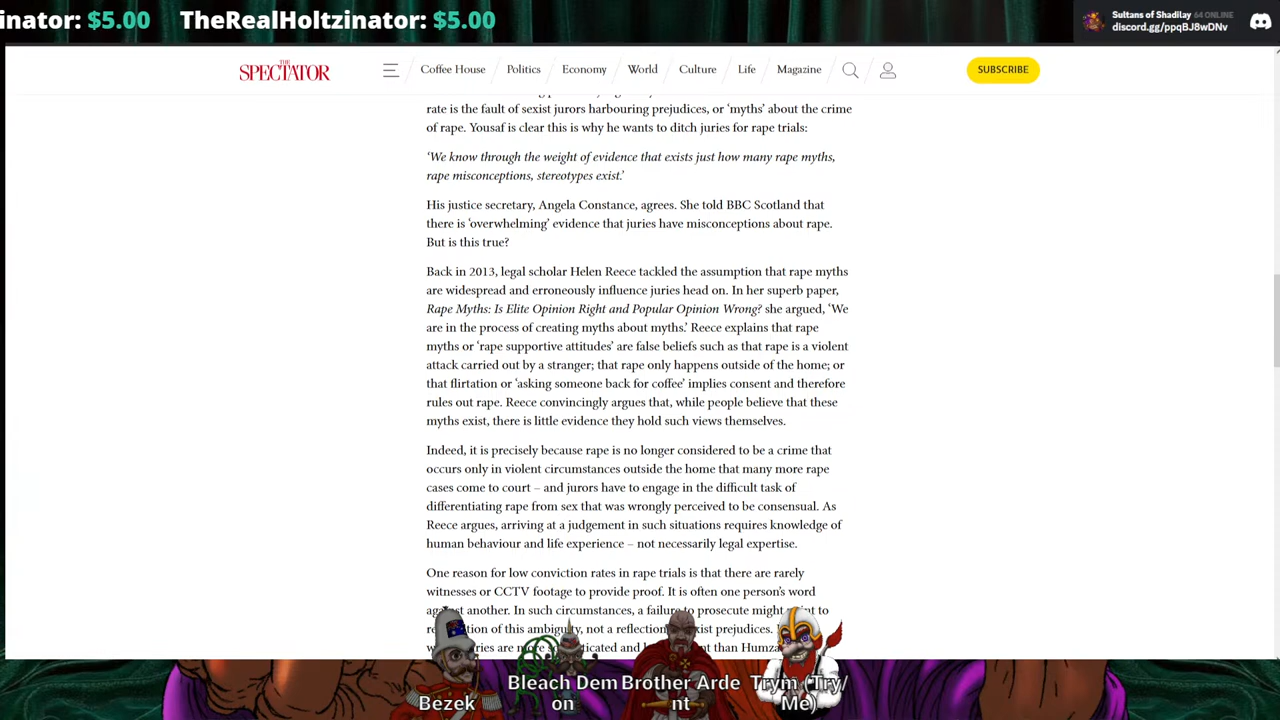 inator: $5.00 TheRealHoltzinator: $5.00
Sultans of Shadilay 64 ONLINE
discord.gg/ppqBJ8wDNv
THE SPECTATOR
Coffee House / Politics / Economy / World / Culture / Life / Magazine
SUBSCRIBE
rate is the fault of sexist jurors harbouring prejudices, or ‘myths’ about the crime
of rape. Yousaf is clear this is why he wants to ditch juries for rape trials:
‘We know through the weight of evidence that exists just how many rape myths,
rape misconceptions, stereotypes exist.’
His justice secretary, Angela Constance, agrees. She told BBC Scotland that
there is ‘overwhelming’ evidence that juries have misconceptions about rape.
But is this true?
Back in 2013, legal scholar Helen Reece tackled the assumption that rape myths
are widespread and erroneously influence juries head on. In her superb paper,
Rape Myths: Is Elite Opinion Right and Popular Opinion Wrong? she argued, ‘We
are in the process of creating myths about myths.’ Reece explains that rape
myths or ‘rape supportive attitudes’ are false beliefs such as that rape is a violent
attack carried out by a stranger; that rape only happens outside of the home; or
that flirtation or ‘asking someone back for coffee’ implies consent and therefore
rules out rape. Reece convincingly argues that, while people believe that these
myths exist, there is little evidence they hold such views themselves.
Indeed, it is precisely because rape is no longer considered to be a crime that
occurs only in violent circumstances outside the home that many more rape
cases come to court – and jurors have to engage in the difficult task of
differentiating rape from sex that was wrongly perceived to be consensual. As
Reece argues, arriving at a judgement in such situations requires knowledge of
human behaviour and life experience – not necessarily legal expertise.
One reason for low conviction rates in rape trials is that there are rarely
witnesses or CCTV footage to provide proof. It is often one person’s word
against another. In such circumstances, a failure to prosecute might to
of this ambiguity, not a reflection prejudices.
are more than Humza
Bezek
Bleach Dem
on
Brother Arde
nt
Trym (Try/
Me)